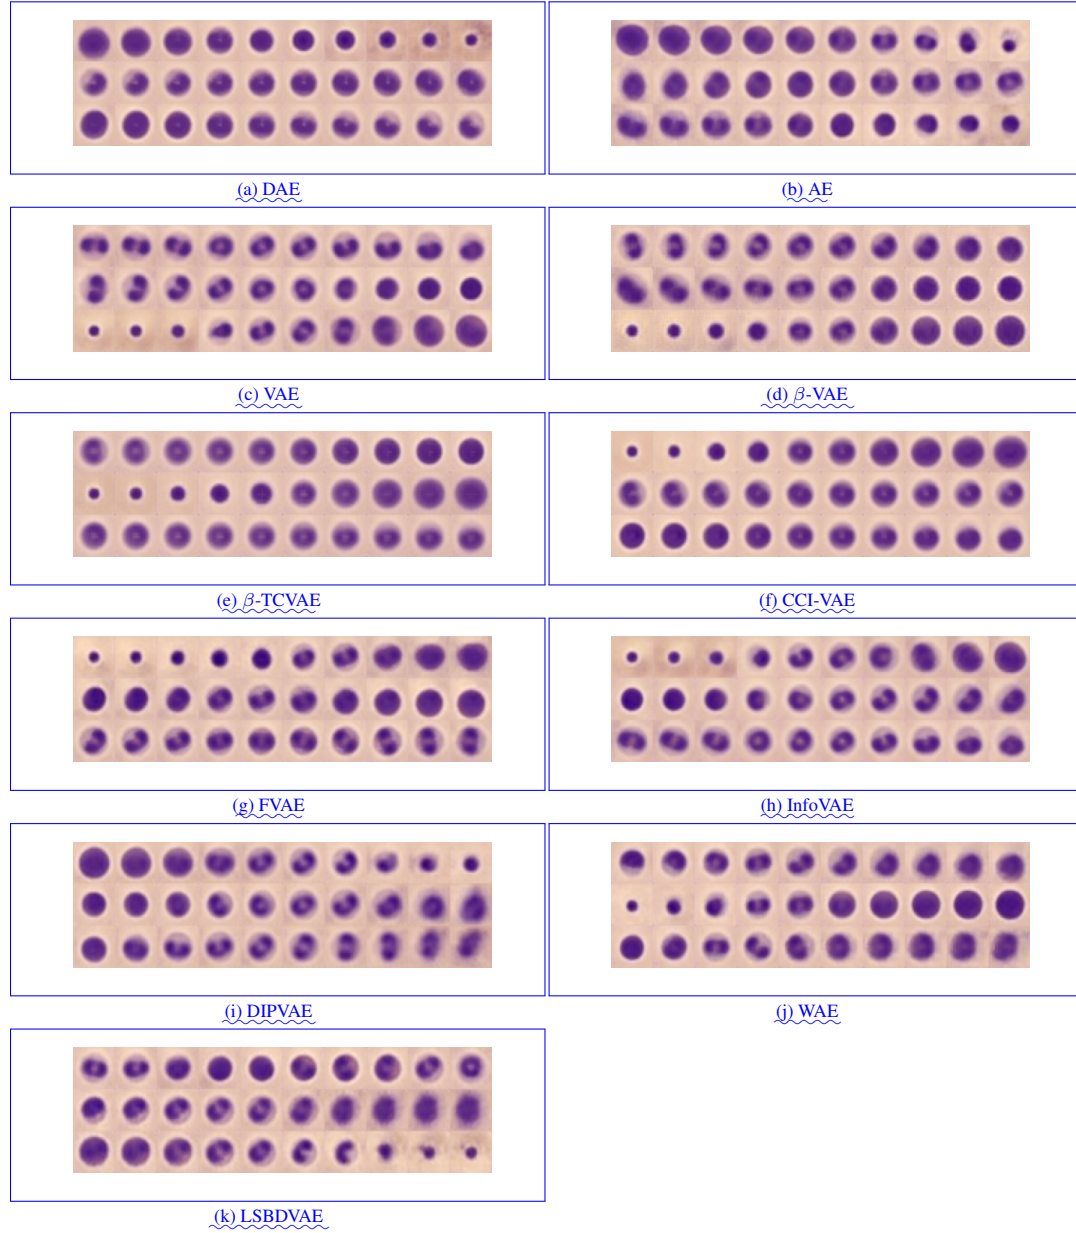 (a) DAE
(b) AE
(c) VAE
(d) β-VAE
(e) β-TCVAE
(f) CCI-VAE
(g) FVAE
(h) InfoVAE
(i) DIPVAE
(j) WAE
(k) LSBDVAE